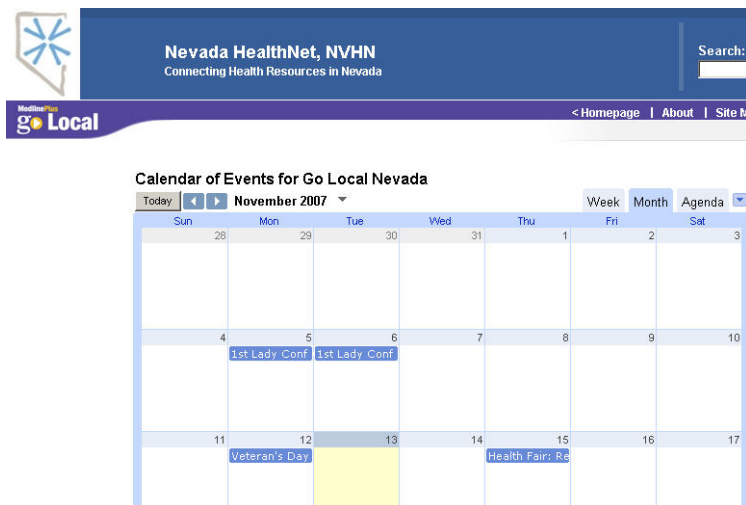 Nevada HealthNet, NVHN
Connecting Health Resources in Nevada
Search:
MedlinePlus
go Local
< Homepage | About | Site M
Calendar of Events for Go Local Nevada
Today November 2007 Week Month Agenda
Sun Mon Tue Wed Thu Fri Sat
28 29 30 31 1 2 3
4 5 6 7 8 9 10
1st Lady Conf 1st Lady Conf
11 12 13 14 15 16 17
Veteran's Day Health Fair: Re